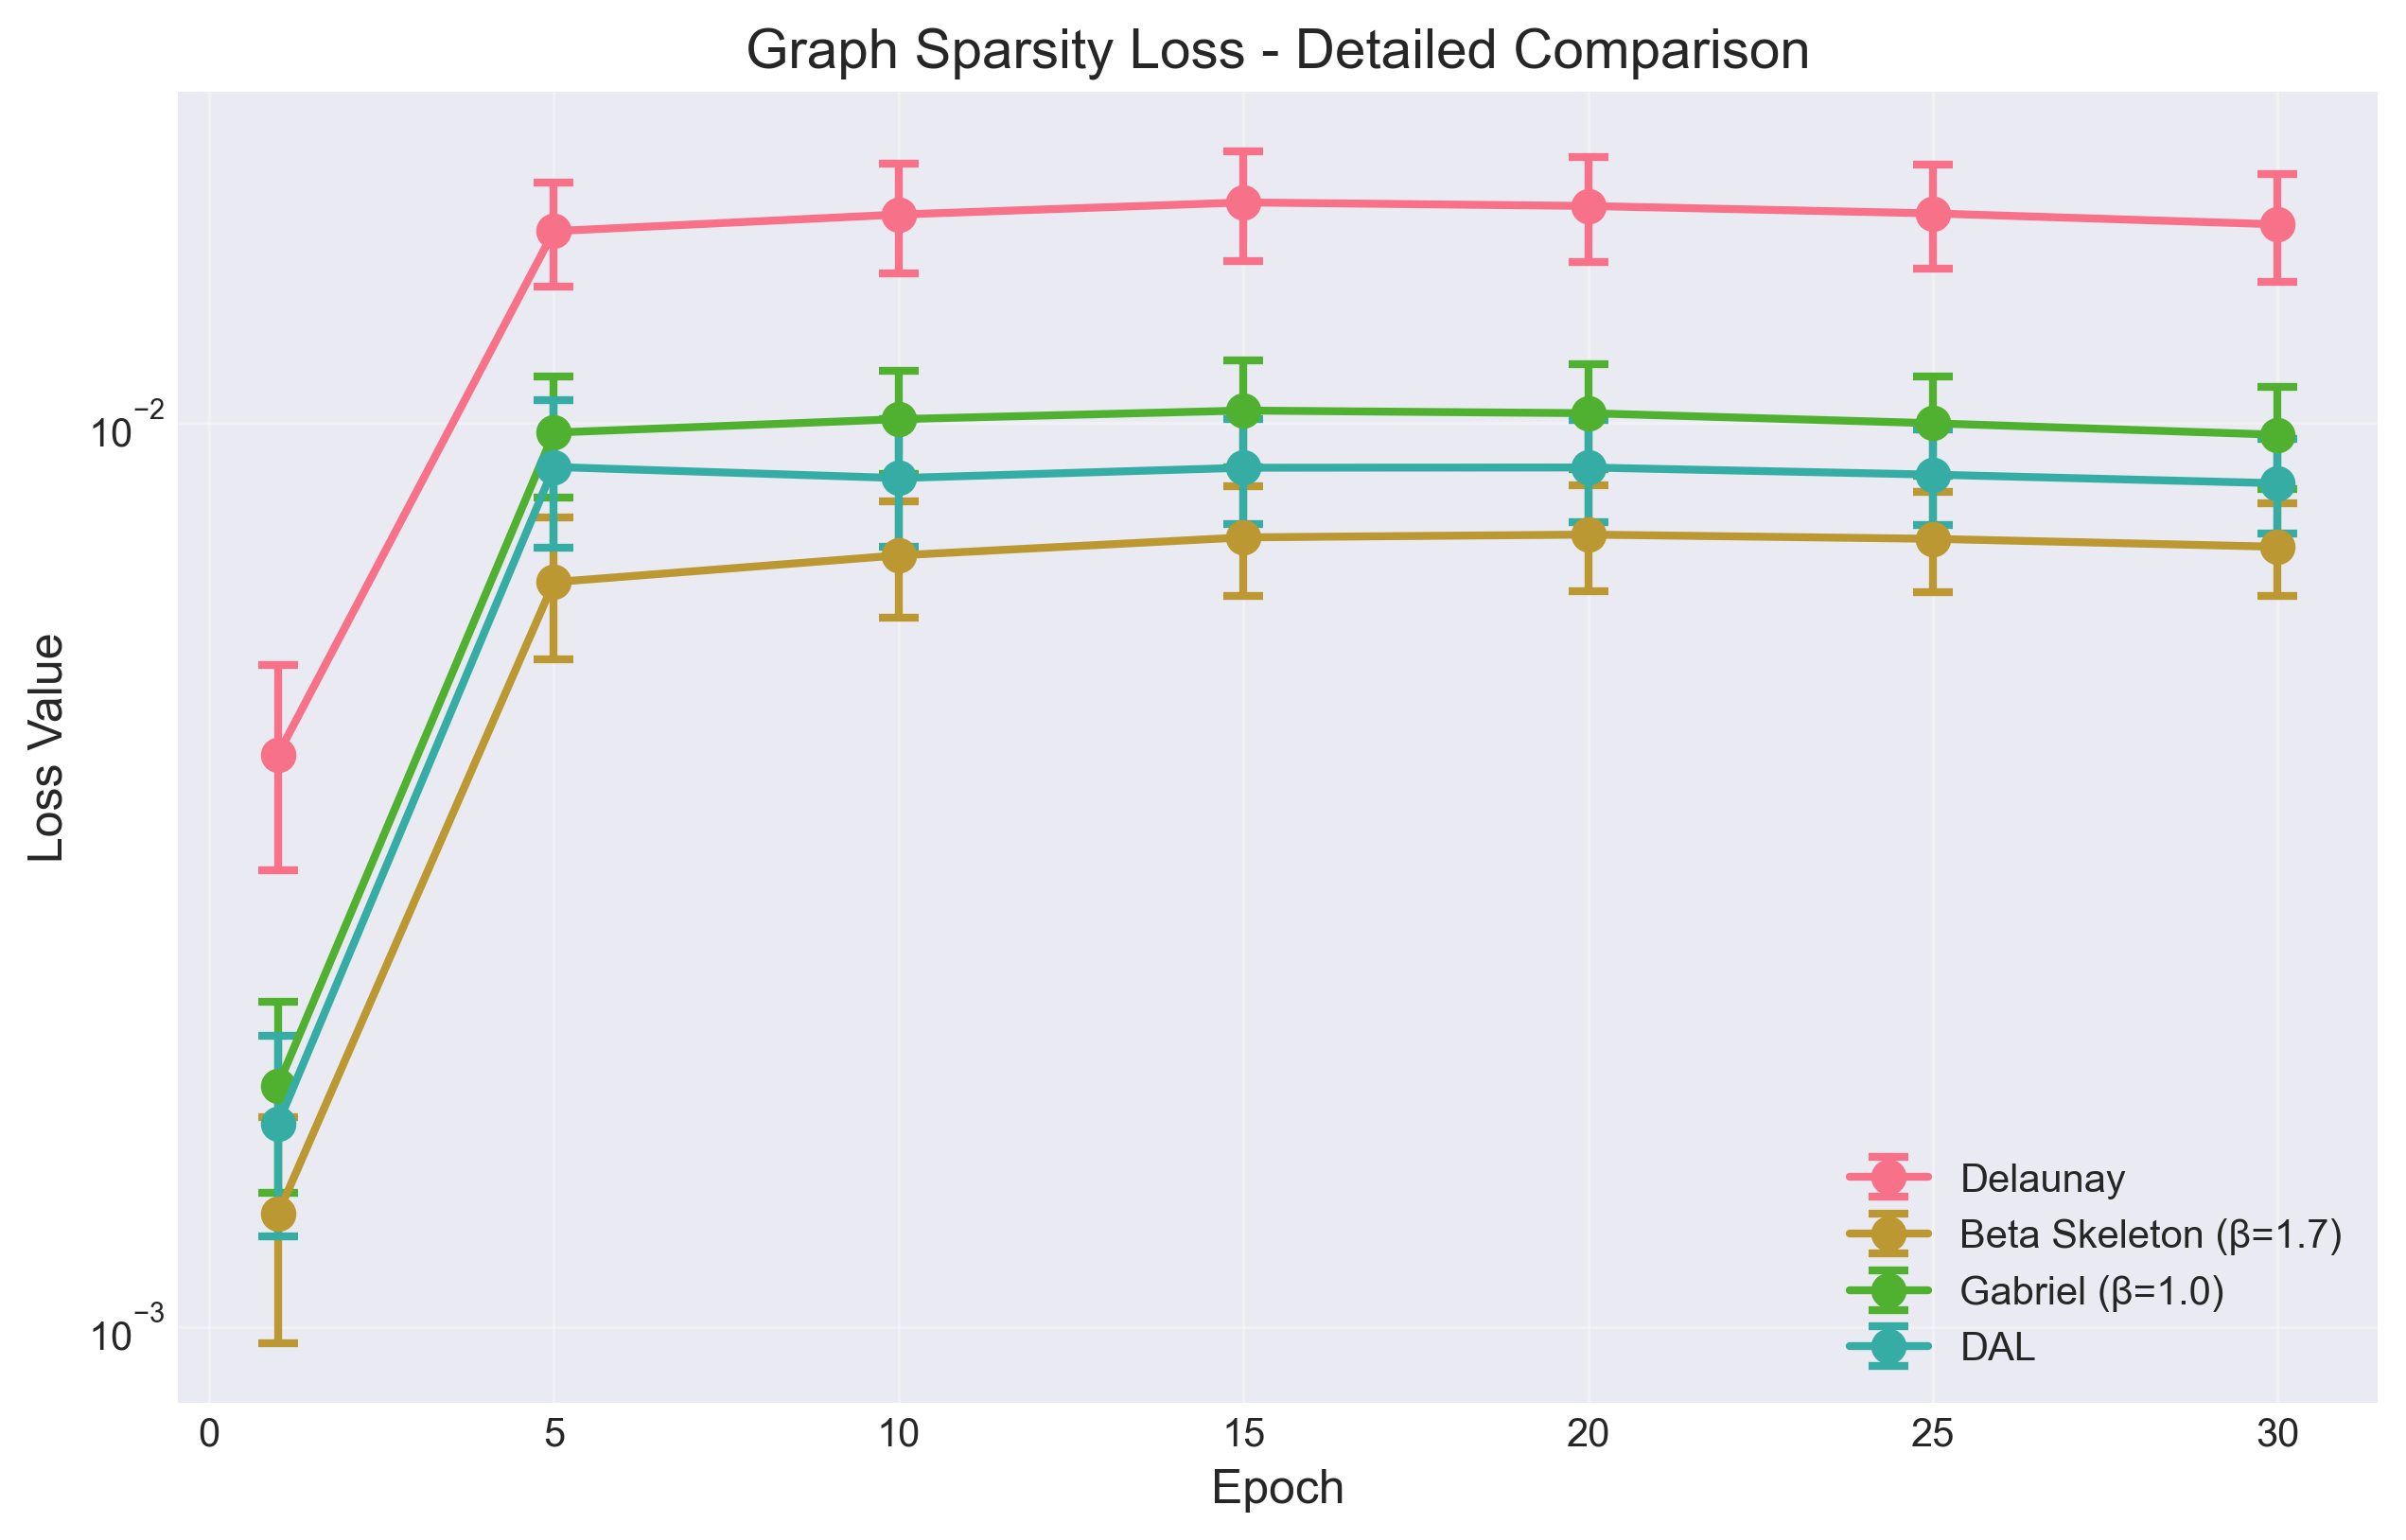 Graph Sparsity Loss - Detailed Comparison
Loss Value
10⁻²
10⁻³
0 5 10 15 20 25 30
Epoch
Delaunay
Beta Skeleton (β=1.7)
Gabriel (β=1.0)
DAL